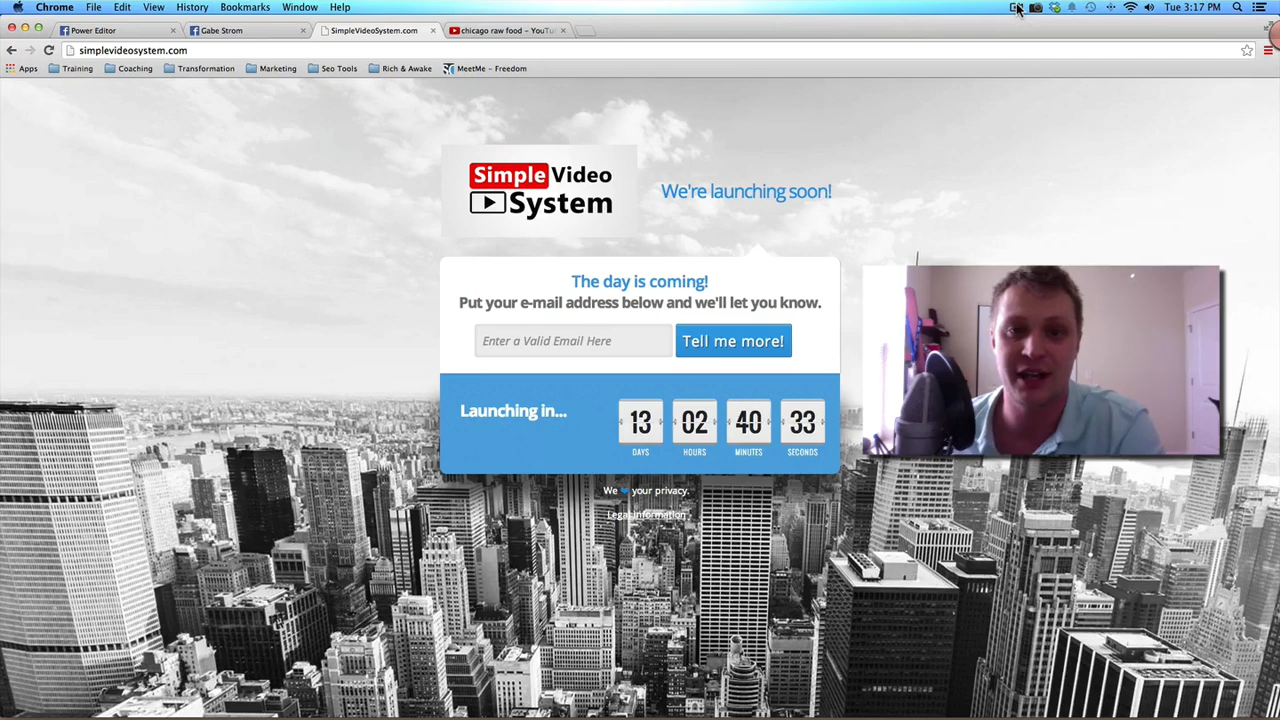 Chrome File Edit View History Bookmarks Window Help Tue 3:17 PM
Power Editor Gabe Strom SimpleVideoSystem.com chicago raw food – YouTu
simplevideosystem.com
Apps Training Coaching Transformation Marketing Seo Tools Rich & Awake MeetMe – Freedom
Simple Video
System
We're launching soon!
The day is coming!
Put your e-mail address below and we'll let you know.
Enter a Valid Email Here Tell me more!
Launching in... 13 02 40 33
DAYS HOURS MINUTES SECONDS
We your privacy.
Legal Information